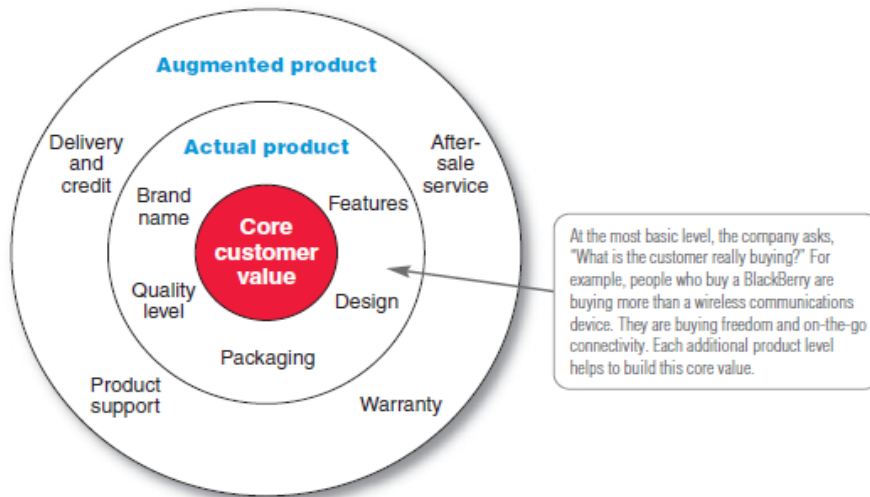 Augmented product
Delivery
and
credit
Actual product
After-
sale
service
Brand
name
Features
Core
customer
value
Quality
level
Design
Packaging
Product
support
Warranty
At the most basic level, the company asks,
"What is the customer really buying?" For
example, people who buy a BlackBerry are
buying more than a wireless communications
device. They are buying freedom and on-the-go
connectivity. Each additional product level
helps to build this core value.